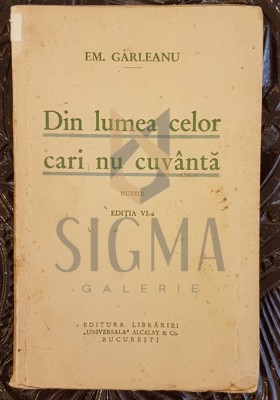 EM. GÂRLEANU
Din lumea celor
cari nu cuvântă
NUVELE
EDIȚIA VI-a
SIGMA
GALERIE
EDITURA LIBRĂRIEI
„UNIVERSALA" ALCALAY & Co.
BUCUREȘTI